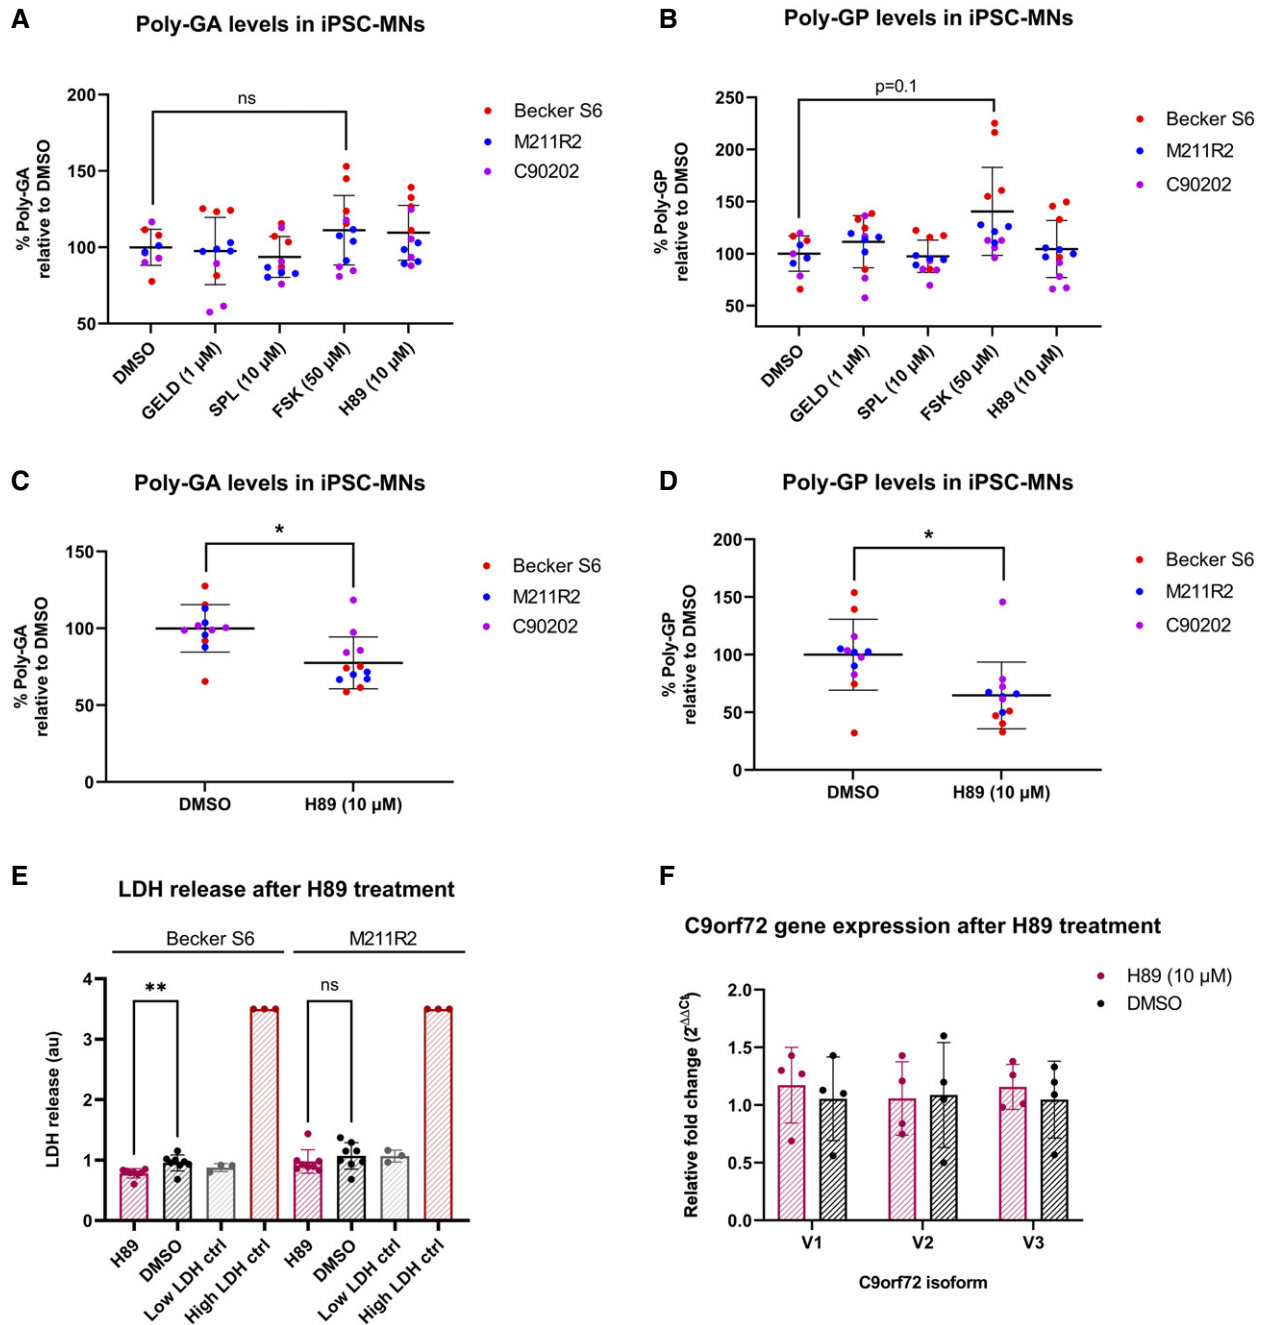 A
Poly-GA levels in iPSC-MNs
% Poly-GA
relative to DMSO
200
150
100
50
ns
DMSO
GELD (1 µM)
SPL (10 µM)
FSK (50 µM)
H89 (10 µM)
Becker S6
M211R2
C90202
B
Poly-GP levels in iPSC-MNs
% Poly-GP
relative to DMSO
250
200
150
100
50
p=0.1
DMSO
GELD (1 µM)
SPL (10 µM)
FSK (50 µM)
H89 (10 µM)
Becker S6
M211R2
C90202
C
Poly-GA levels in iPSC-MNs
% Poly-GA
relative to DMSO
150
100
50
0
*
DMSO
H89 (10 µM)
Becker S6
M211R2
C90202
D
Poly-GP levels in iPSC-MNs
% Poly-GP
relative to DMSO
200
150
100
50
0
*
DMSO
H89 (10 µM)
Becker S6
M211R2
C90202
E
LDH release after H89 treatment
Becker S6
M211R2
LDH release (au)
4
3
2
1
0
**
ns
H89
DMSO
Low LDH ctrl
High LDH ctrl
H89
DMSO
Low LDH ctrl
High LDH ctrl
F
C9orf72 gene expression after H89 treatment
Relative fold change (2^-ΔΔCt)
2.0
1.5
1.0
0.5
0.0
H89 (10 µM)
DMSO
V1
V2
V3
C9orf72 isoform